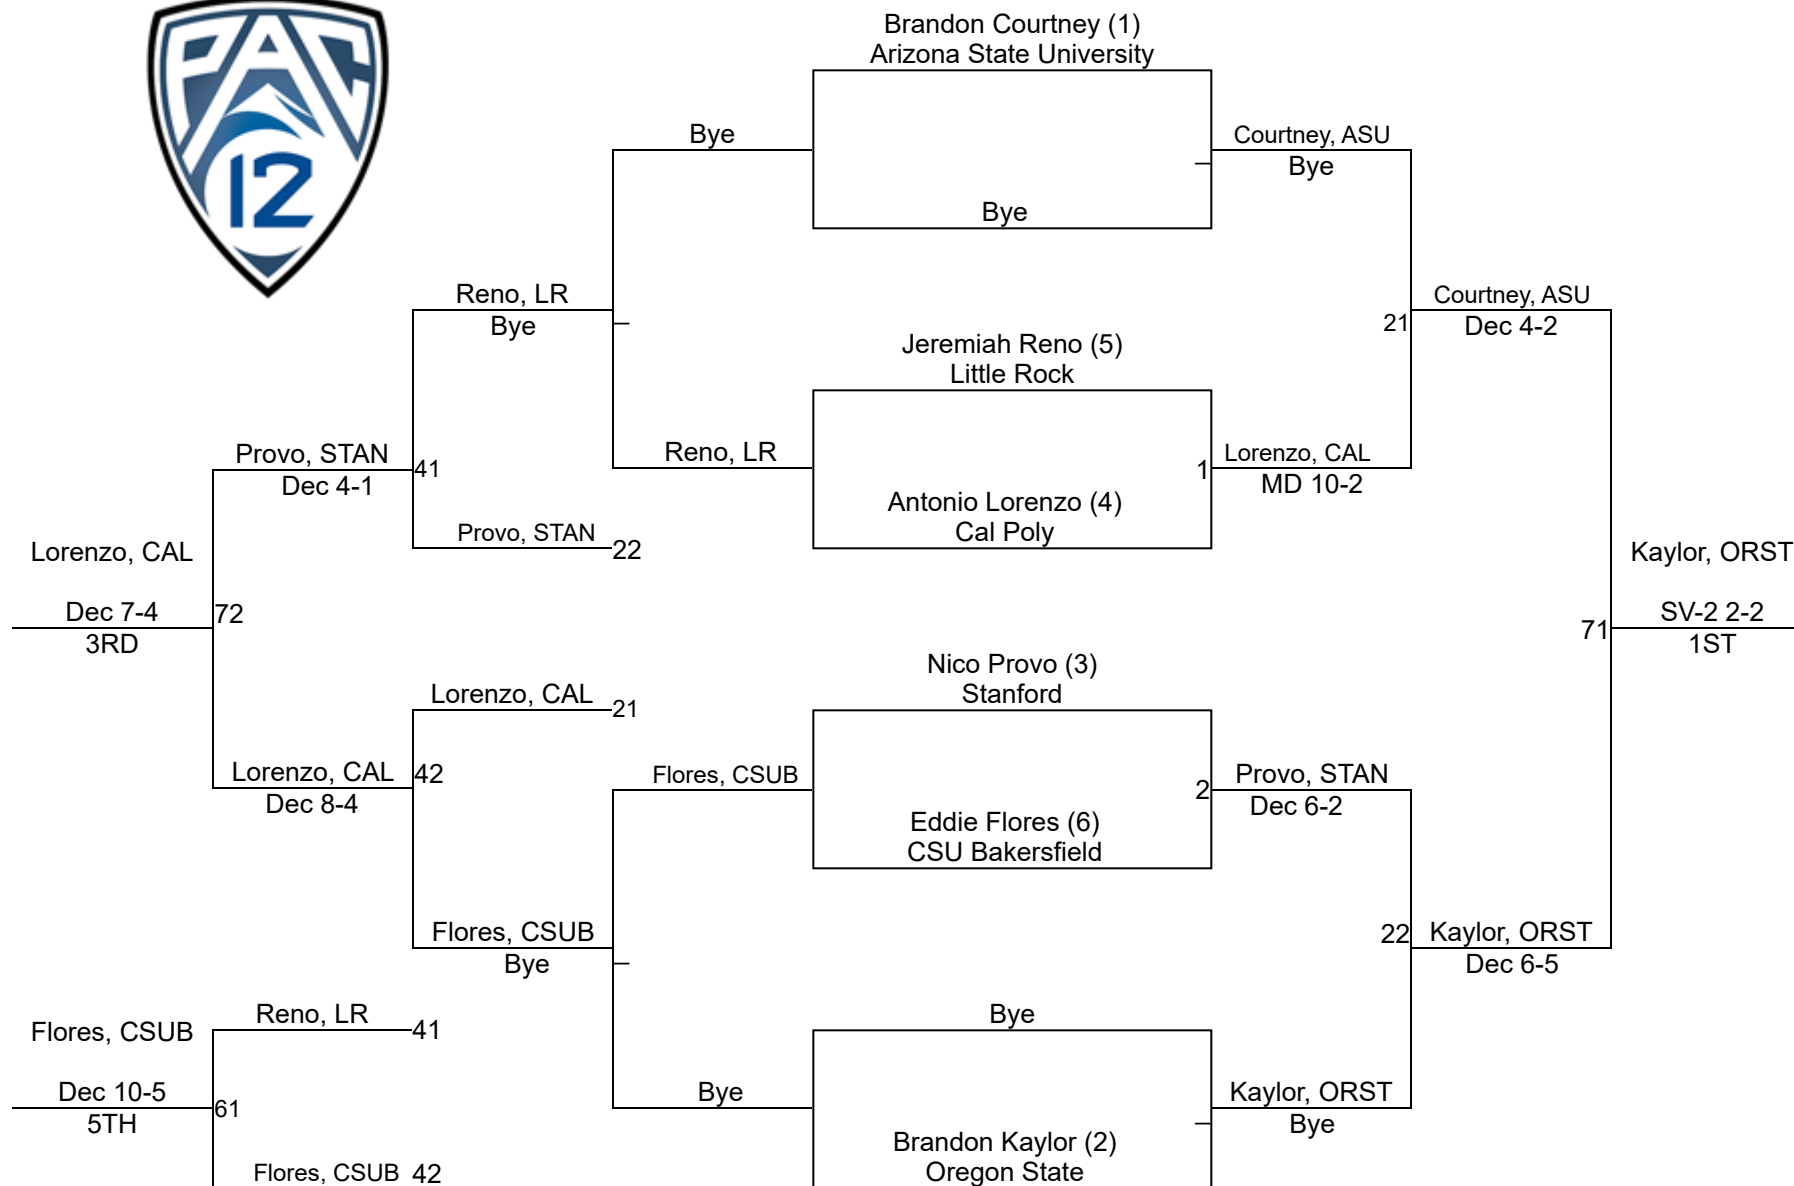 PAC
12
Brandon Courtney (1)
Arizona State University
Bye
Courtney, ASU
Bye
Bye
Reno, LR
Bye
Courtney, ASU
21
Dec 4-2
Jeremiah Reno (5)
Little Rock
Provo, STAN
41
Dec 4-1
Reno, LR
1
Lorenzo, CAL
MD 10-2
Antonio Lorenzo (4)
Cal Poly
Provo, STAN
22
Lorenzo, CAL
Dec 7-4
72
3RD
Kaylor, ORST
SV-2 2-2
71
1ST
Nico Provo (3)
Stanford
Lorenzo, CAL
21
Lorenzo, CAL
42
Dec 8-4
Flores, CSUB
2
Provo, STAN
Dec 6-2
Eddie Flores (6)
CSU Bakersfield
Flores, CSUB
Bye
22
Kaylor, ORST
Dec 6-5
Reno, LR
41
Bye
Flores, CSUB
Dec 10-5
61
5TH
Bye
Kaylor, ORST
Bye
Brandon Kaylor (2)
Oregon State
Flores, CSUB
42